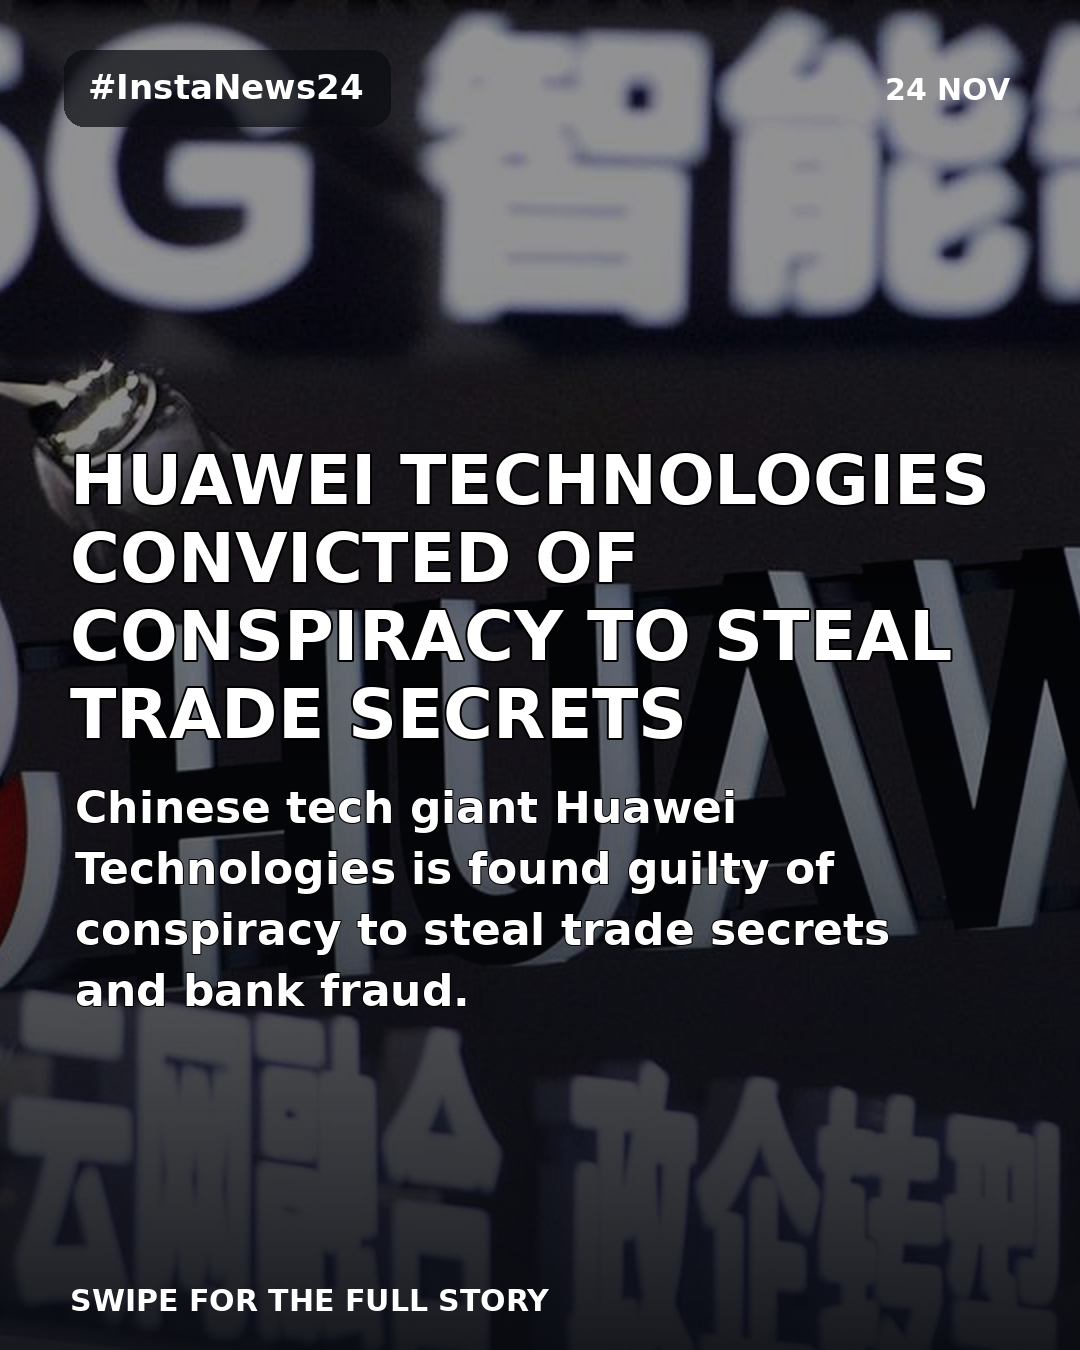 #InstaNews24
24 NOV
5G 智能
HUAWEI TECHNOLOGIES
CONVICTED OF
CONSPIRACY TO STEAL
TRADE SECRETS
HUAW
Chinese tech giant Huawei
Technologies is found guilty of
conspiracy to steal trade secrets
and bank fraud.
云网融合 政企转型
SWIPE FOR THE FULL STORY